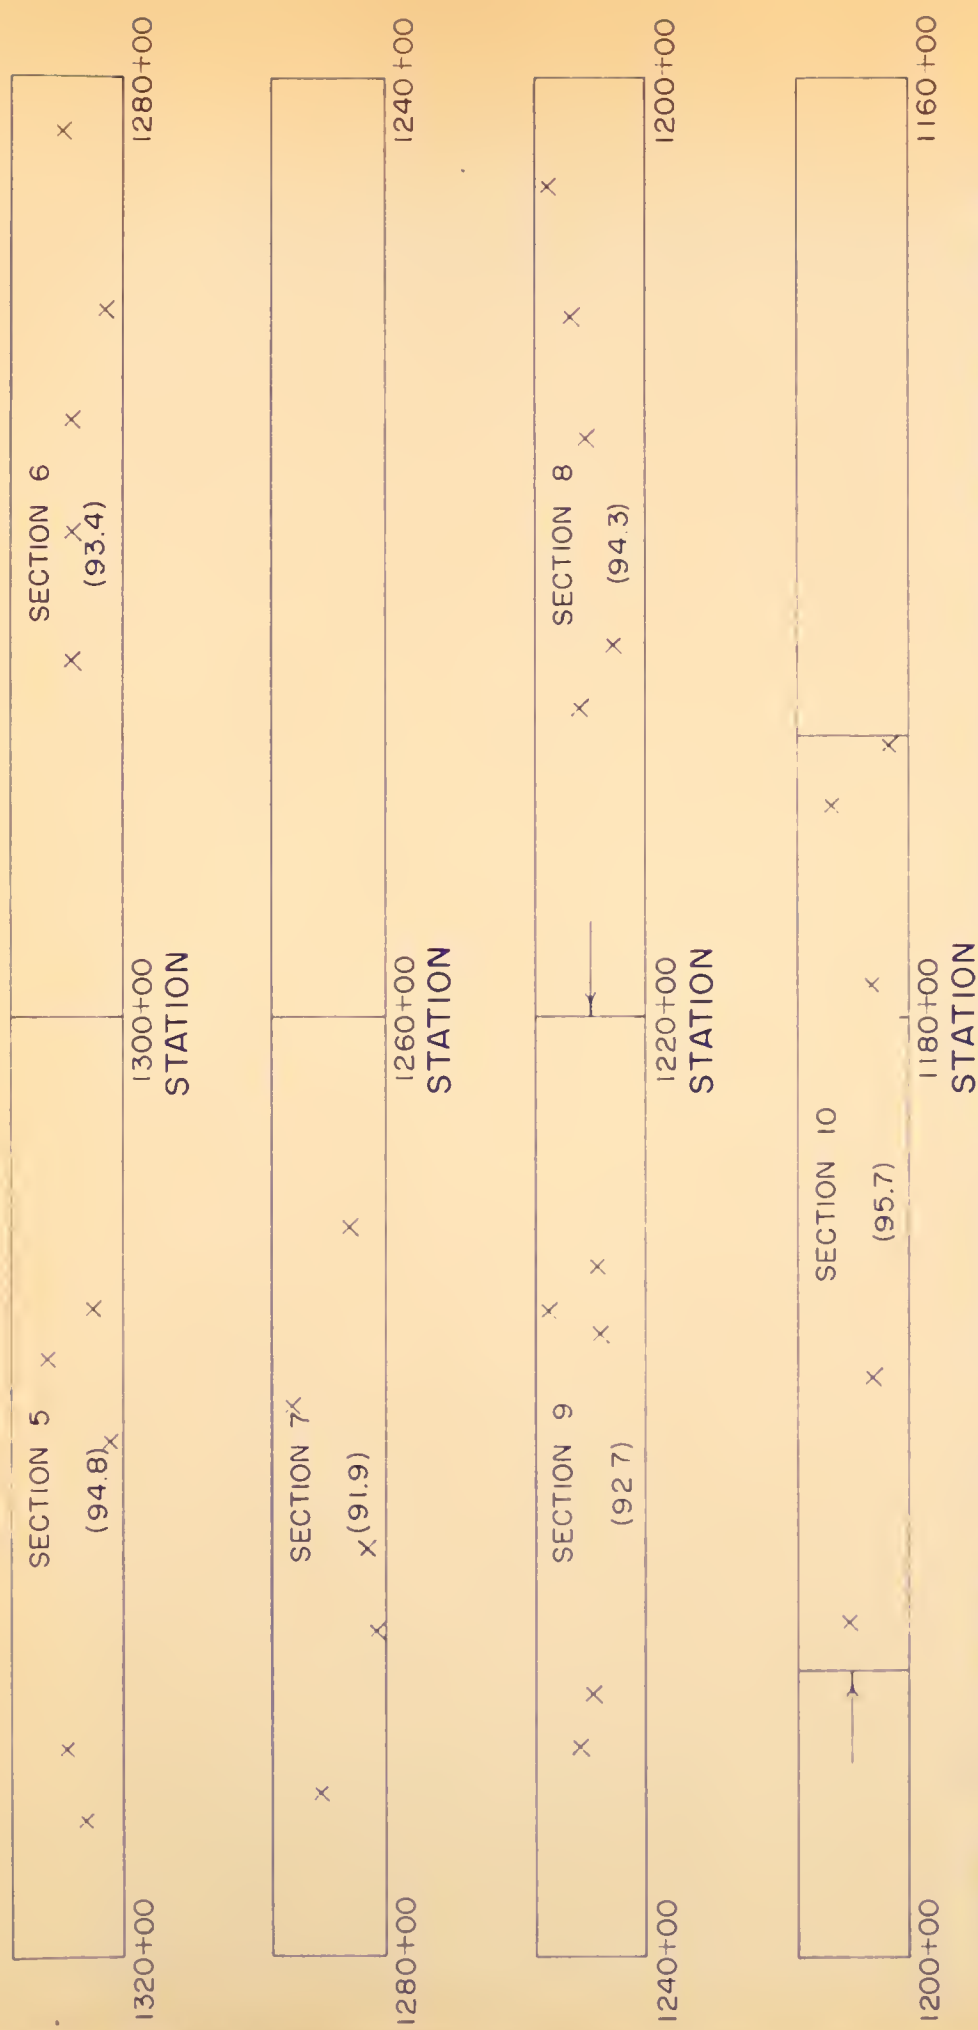 SECTION 5
(94.8)
SECTION 6
(93.4)
1320+00
1300+00
1280+00
STATION
SECTION 7
(91.9)
1280+00
1260+00
1240+00
STATION
SECTION 9
(92 7)
SECTION 8
(94.3)
1240+00
1220+00
1200+00
STATION
SECTION 10
(95.7)
1200+00
1180+00
1160+00
STATION